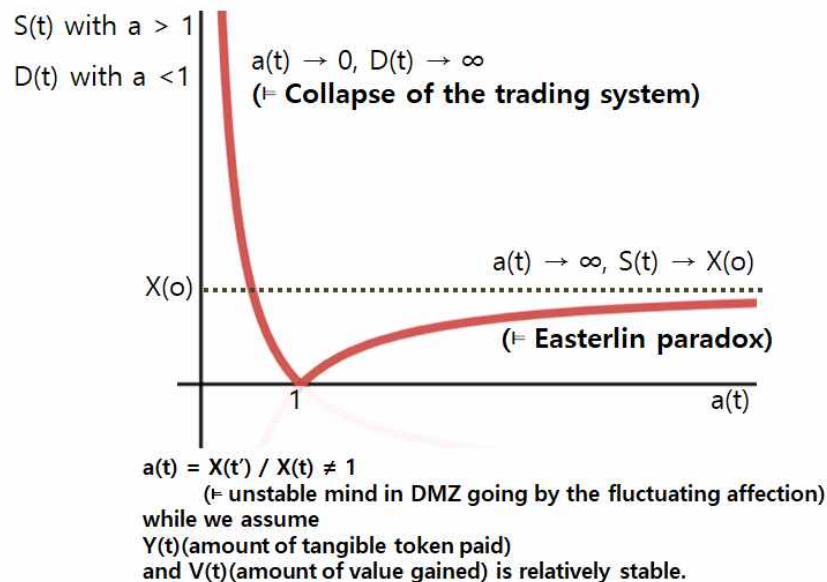 S(t) with a > 1
D(t) with a <1
a(t) → 0, D(t) → ∞
(⊧ Collapse of the trading system)
a(t) → ∞, S(t) → X(o)
X(o)
(⊧ Easterlin paradox)
1
a(t)
a(t) = X(t′) / X(t) ≠ 1
(⊧ unstable mind in DMZ going by the fluctuating affection)
while we assume
Y(t)(amount of tangible token paid)
and V(t)(amount of value gained) is relatively stable.